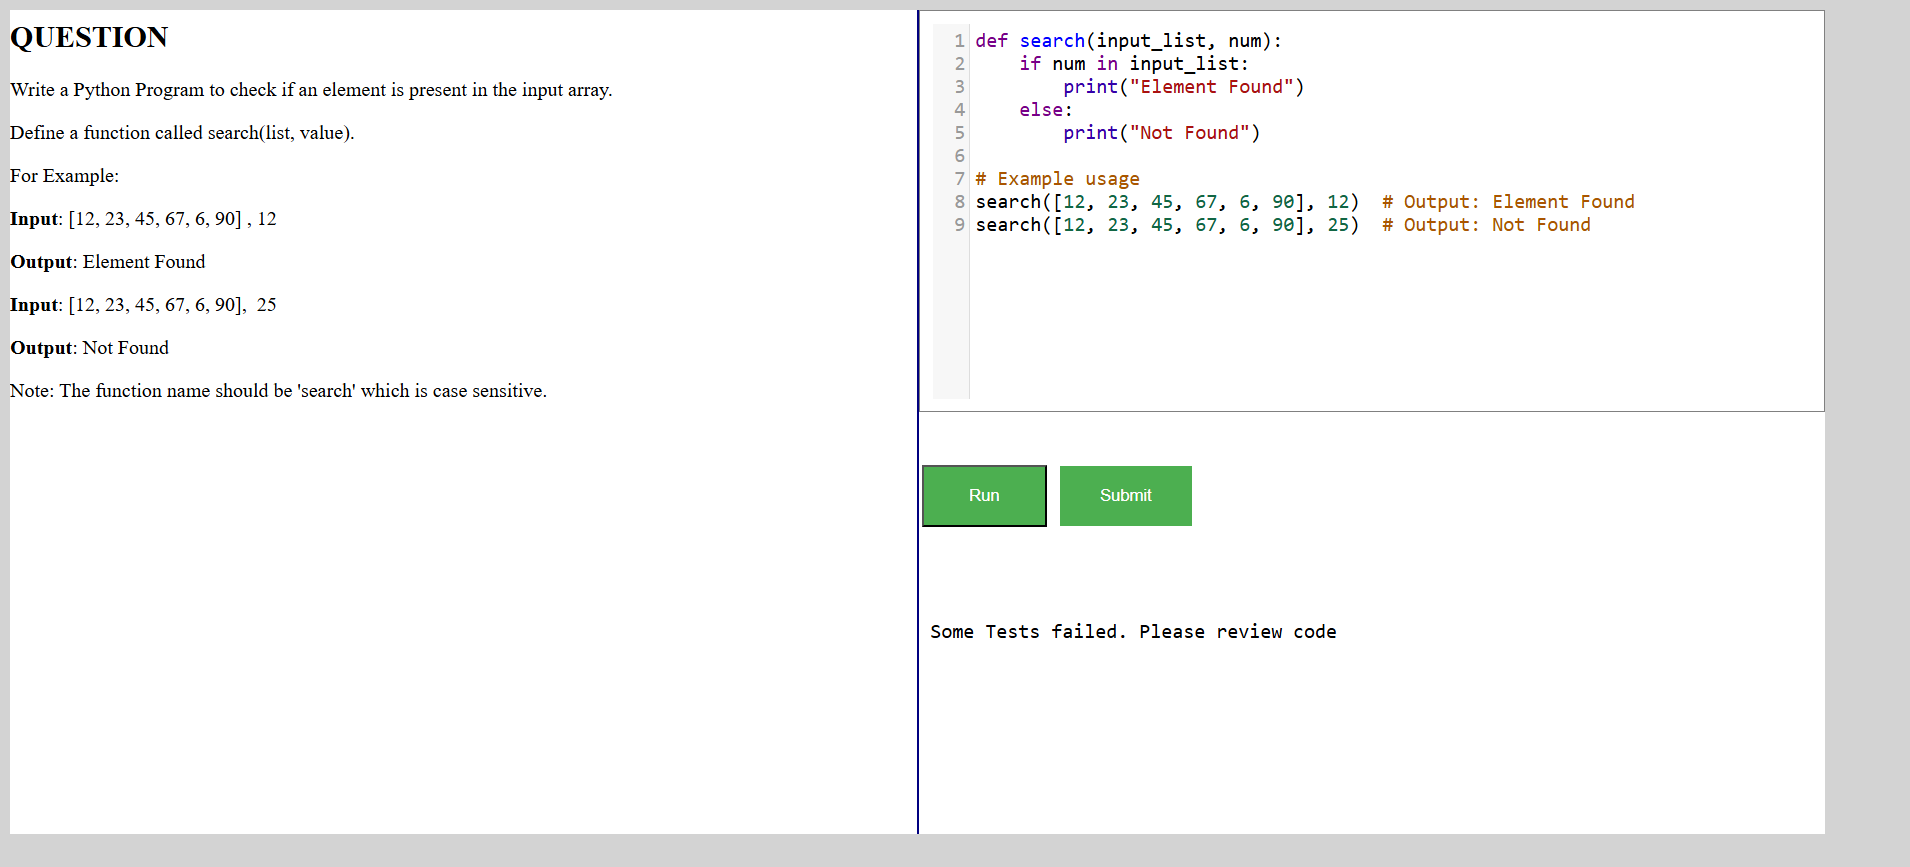 QUESTION
Write a Python Program to check if an element is present in the input array.
Define a function called search(list, value).
For Example:
Input: [12, 23, 45, 67, 6, 90] , 12
Output: Element Found
Input: [12, 23, 45, 67, 6, 90],  25
Output: Not Found
Note: The function name should be 'search' which is case sensitive.
1 def search(input_list, num):
2     if num in input_list:
3         print("Element Found")
4     else:
5         print("Not Found")
6
7 # Example usage
8 search([12, 23, 45, 67, 6, 90], 12)  # Output: Element Found
9 search([12, 23, 45, 67, 6, 90], 25)  # Output: Not Found
Run Submit
Some Tests failed. Please review code